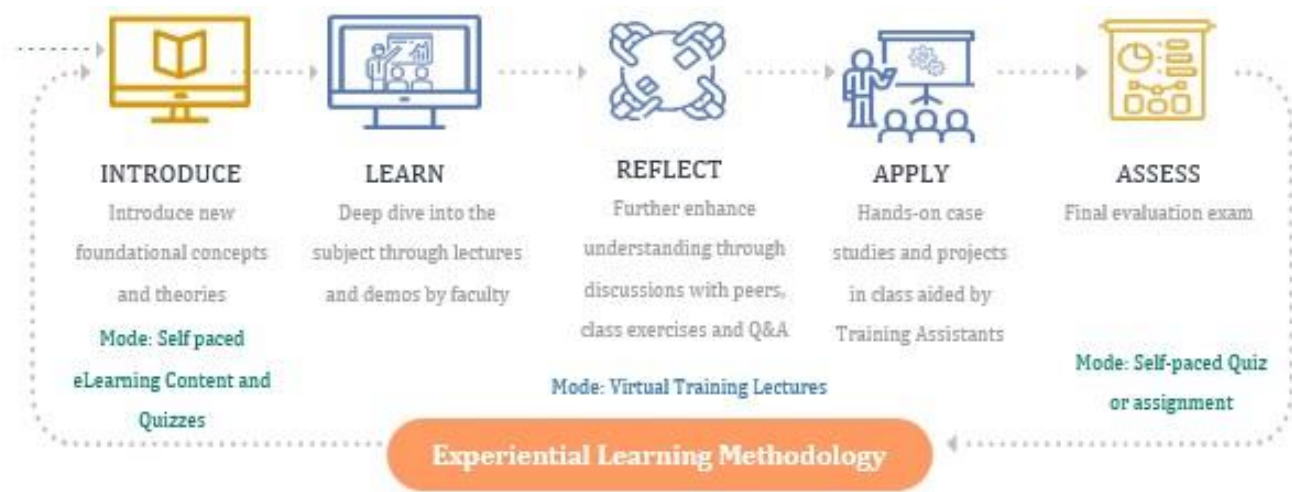 INTRODUCE
Introduce new
foundational concepts
and theories
Mode: Self paced
eLearning Content and
Quizzes
LEARN
Deep dive into the
subject through lectures
and demos by faculty
REFLECT
Further enhance
understanding through
discussions with peers,
class exercises and Q&A
APPLY
Hands-on case
studies and projects
in class aided by
Training Assistants
Mode: Virtual Training Lectures
ASSESS
Final evaluation exam
Mode: Self-paced Quiz
or assignment
Experiential Learning Methodology